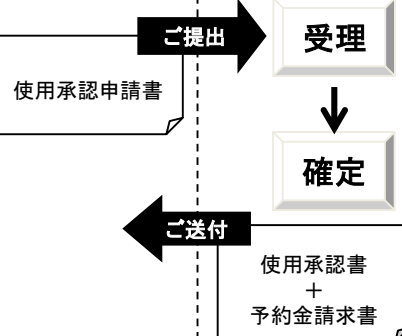 ご提出
受理
使用承認申請書
確定
ご送付
使用承認書
＋
予約金請求書